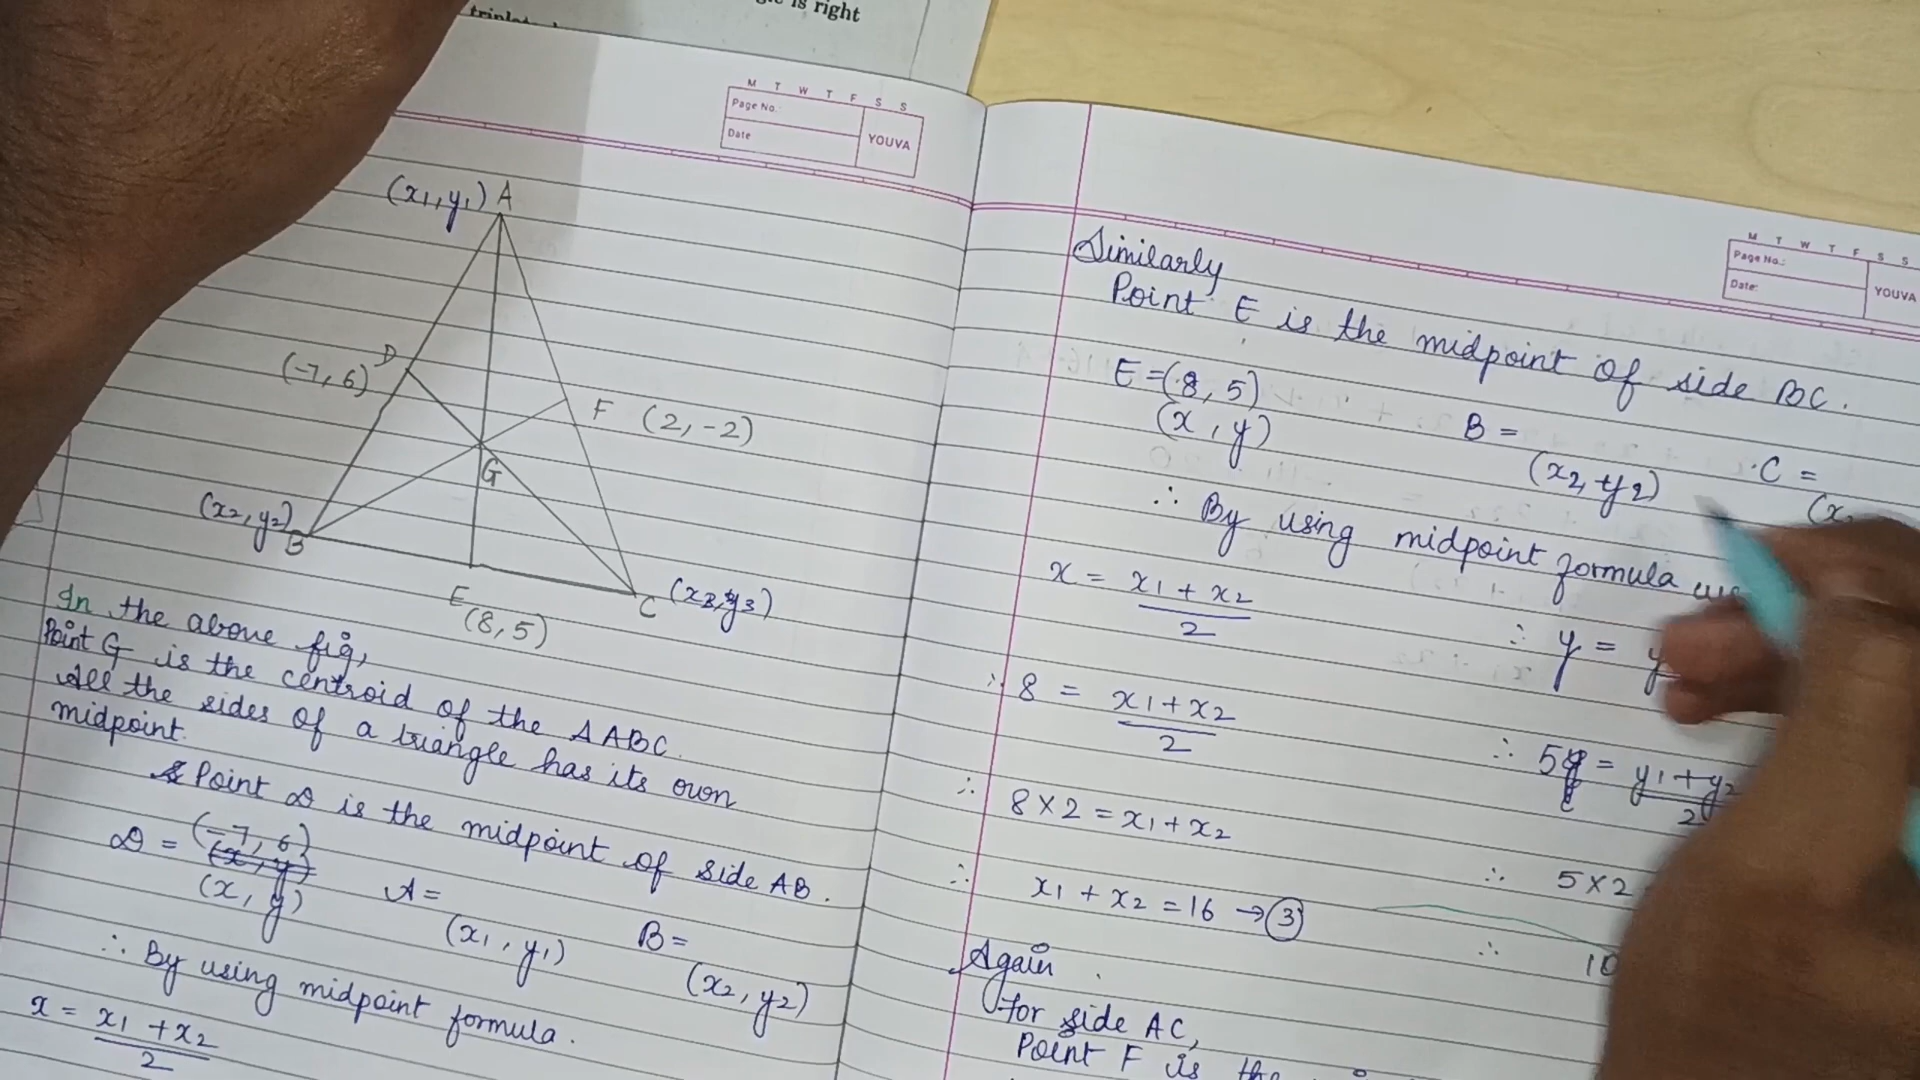 is right
M T W T F S S
Page No.:
Date
YOUVA
(x1, y1) A
(-7, 6) D
F (2, -2)
G
(x2, y2) B
E
(8, 5)
C (x3, y3)
In the above fig,
Point G is the centroid of the △ABC.
All the sides of a triangle has its own
midpoint.
Point D is the midpoint of side AB.
D = (-7, 6)
(x, y)
(x, y)
A =
(x1, y1)
B =
(x2, y2)
∴ By using midpoint formula.
x = x1 + x2
2
M T W T F S S
Page No.:
Date:
YOUVA
Similarly
Point E is the midpoint of side BC.
E = (8, 5)
(x, y)
B =
(x2, y2)
C =
∴ By using midpoint formula
x = x1 + x2
2
∴ y =
∴ 8 = x1 + x2
2
∴ 5 = y1 + y2
2
∴ 8 × 2 = x1 + x2
∴ 5 × 2
∴ x1 + x2 = 16 → 3
∴ 10
Again
for side AC,
Point F is the